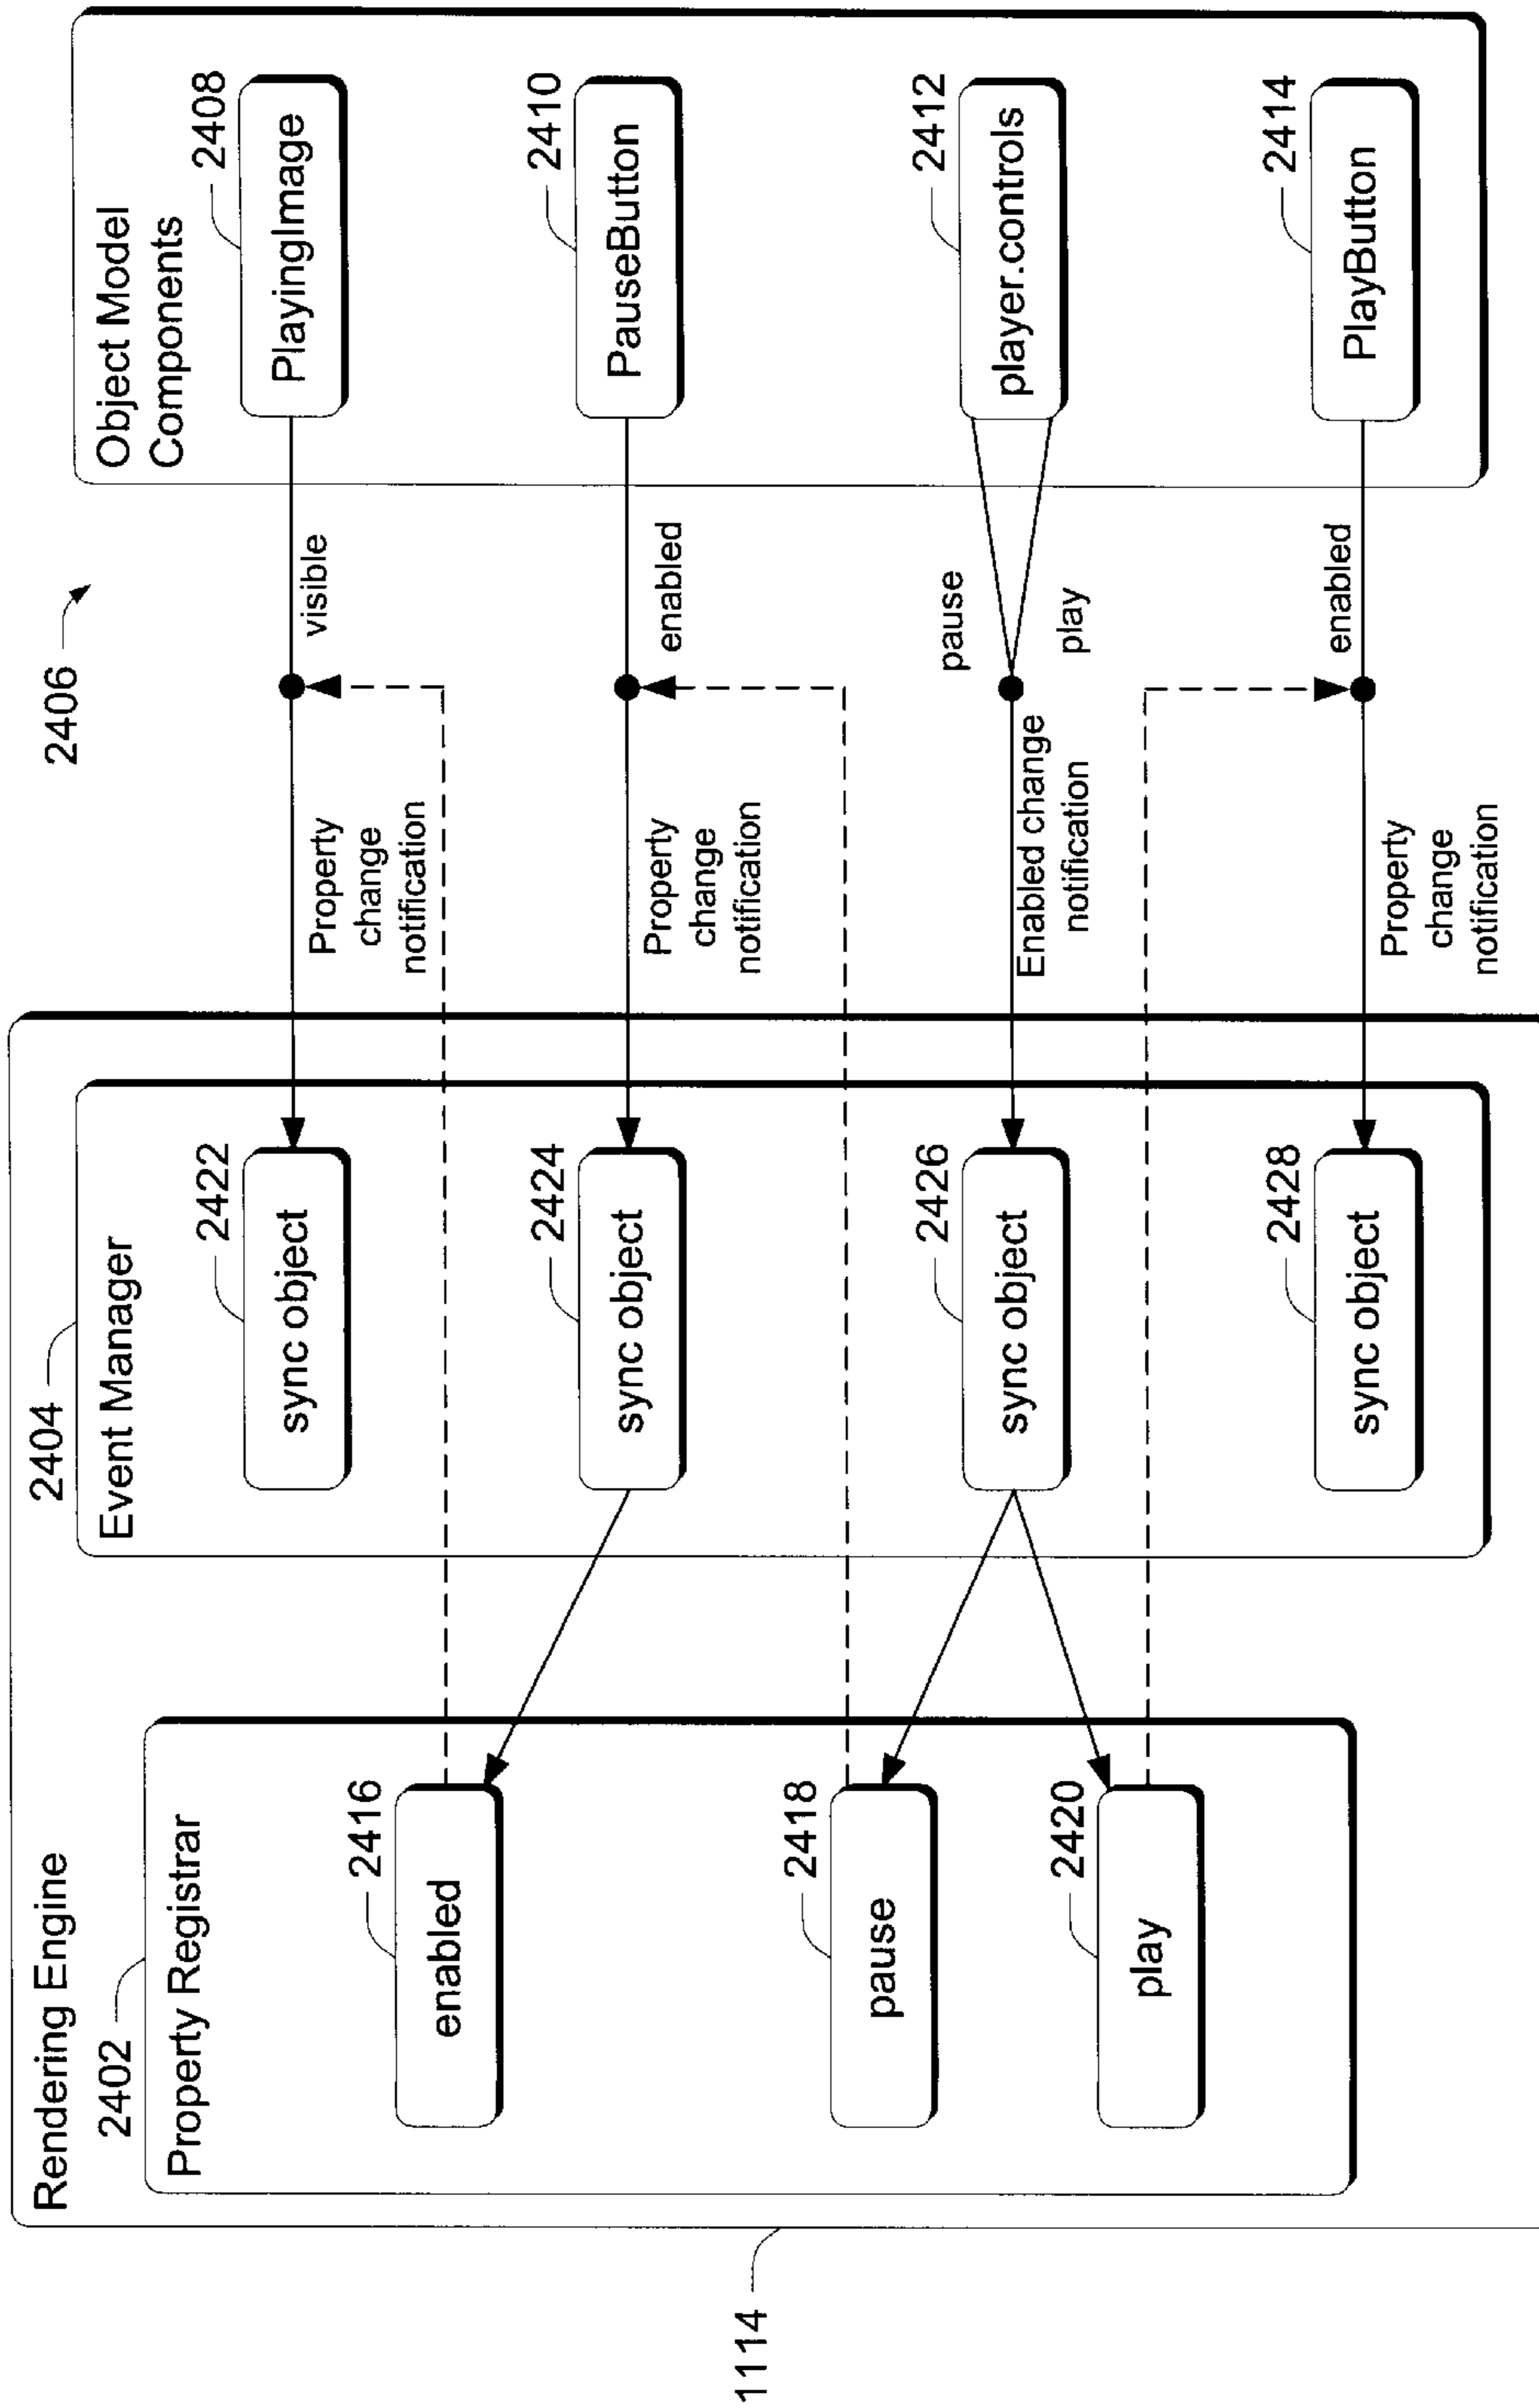 Rendering Engine
1114
2402
Property Registrar
2416
enabled
2418
pause
2420
play
2404
Event Manager
2422
sync object
2424
sync object
2426
sync object
2428
sync object
2406
Property
change
notification
visible
Property
change
notification
enabled
Enabled change
notification
pause
play
Property
change
notification
enabled
Object Model
Components
2408
PlayingImage
2410
PauseButton
2412
player.controls
2414
PlayButton